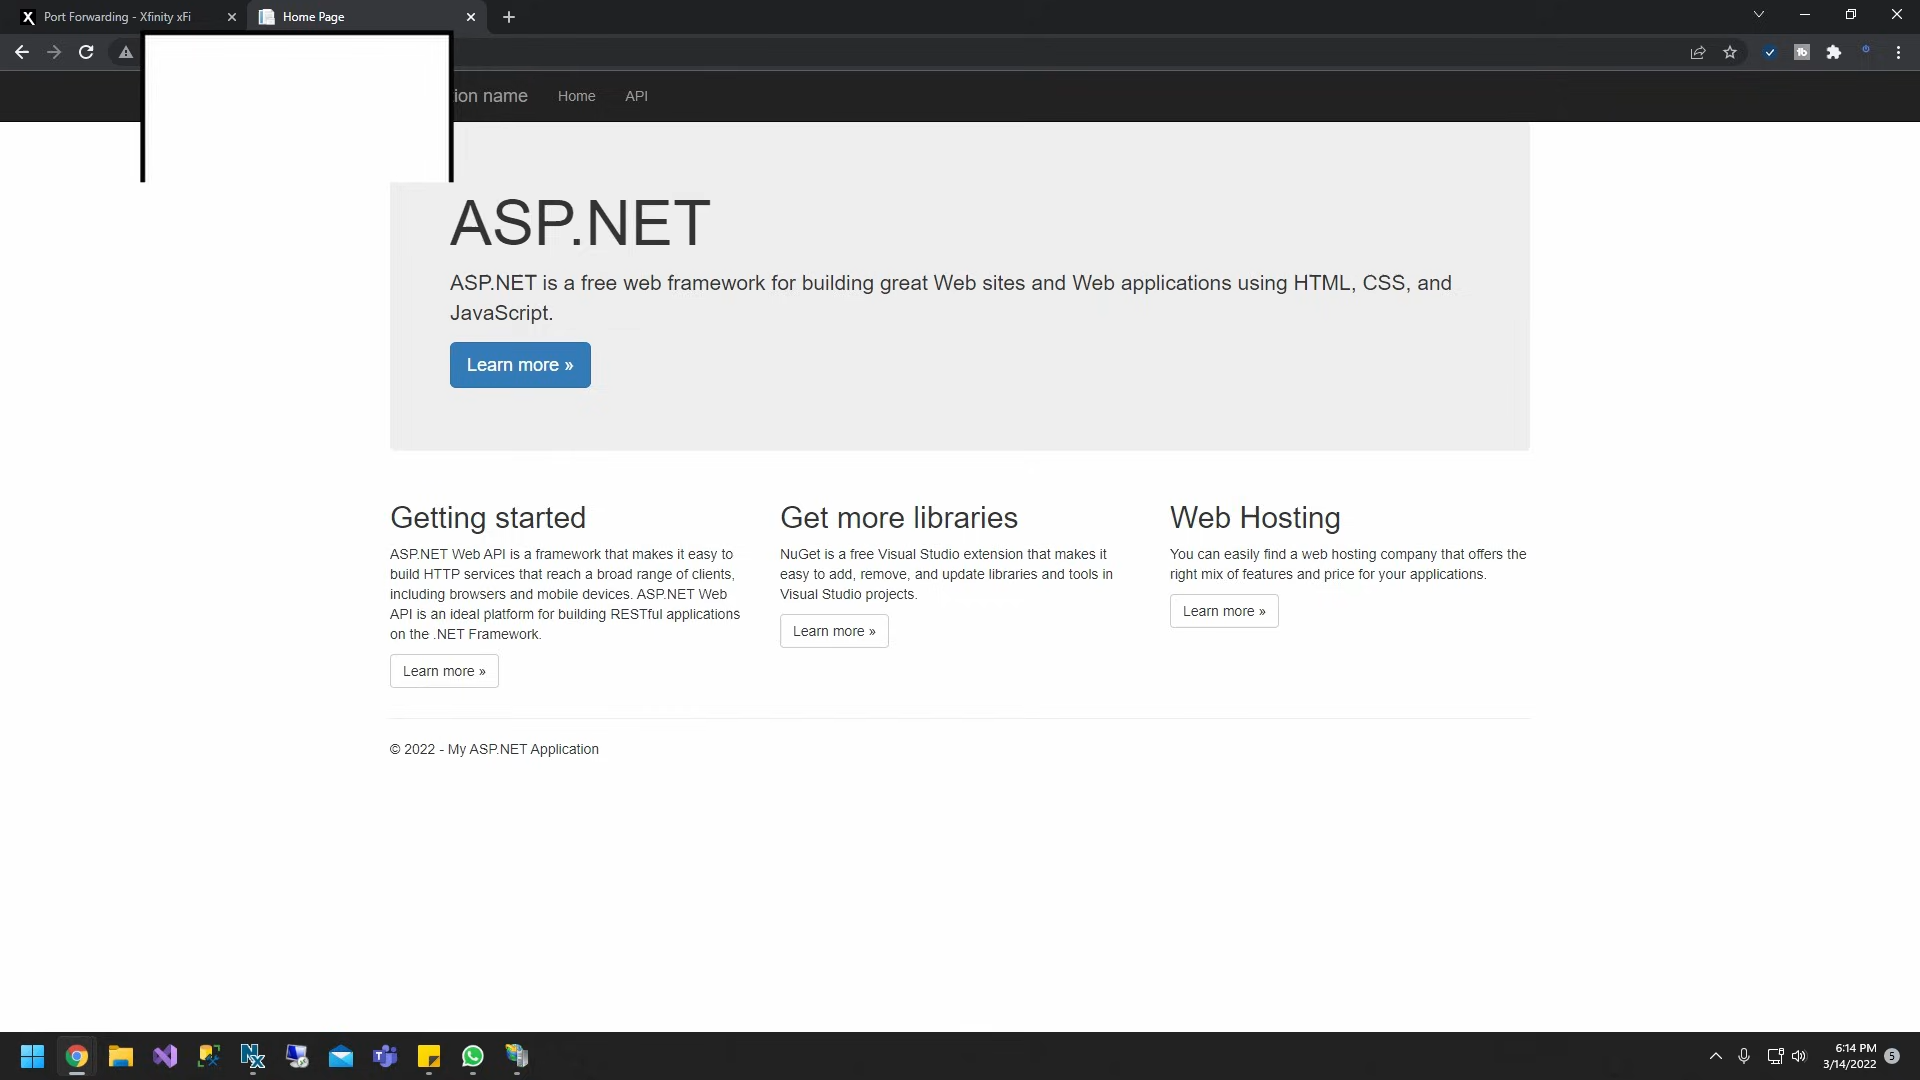 Port Forwarding - Xfinity xFi
Home Page
ion name
Home
API
ASP.NET
ASP.NET is a free web framework for building great Web sites and Web applications using HTML, CSS, and
JavaScript.
Learn more »
Getting started
ASP.NET Web API is a framework that makes it easy to
build HTTP services that reach a broad range of clients,
including browsers and mobile devices. ASP.NET Web
API is an ideal platform for building RESTful applications
on the .NET Framework.
Learn more »
Get more libraries
NuGet is a free Visual Studio extension that makes it
easy to add, remove, and update libraries and tools in
Visual Studio projects.
Learn more »
Web Hosting
You can easily find a web hosting company that offers the
right mix of features and price for your applications.
Learn more »
© 2022 - My ASP.NET Application
6:14 PM
3/14/2022
5